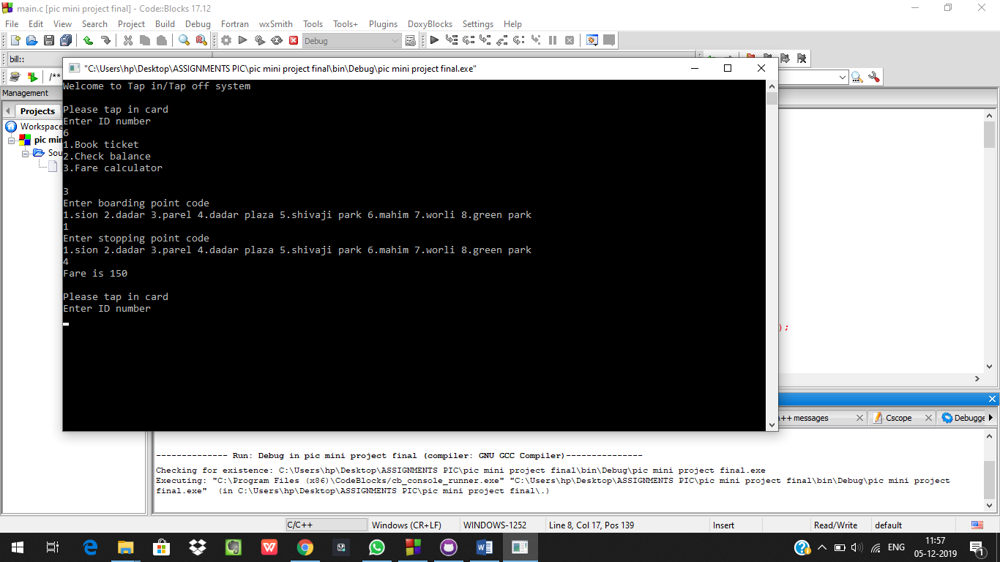 main.c [pic mini project final] - Code::Blocks 17.12
File Edit View Search Project Build Debug Fortran wxSmith Tools Tools+ Plugins DoxyBlocks Settings Help
Debug
bill::
/**
Management
Projects
Workspace
pic min
Sou
"C:\Users\hp\Desktop\ASSIGNMENTS PIC\pic mini project final\bin\Debug\pic mini project final.exe"
Welcome to Tap in/Tap off system
Please tap in card
Enter ID number
6
1.Book ticket
2.Check balance
3.Fare calculator
3
Enter boarding point code
1.sion 2.dadar 3.parel 4.dadar plaza 5.shivaji park 6.mahim 7.worli 8.green park
1
Enter stopping point code
1.sion 2.dadar 3.parel 4.dadar plaza 5.shivaji park 6.mahim 7.worli 8.green park
4
Fare is 150
Please tap in card
Enter ID number
);
++ messages Cscope Debugge
-------------- Run: Debug in pic mini project final (compiler: GNU GCC Compiler)---------------
Checking for existence: C:\Users\hp\Desktop\ASSIGNMENTS PIC\pic mini project final\bin\Debug\pic mini project final.exe
Executing: "C:\Program Files (x86)\CodeBlocks/cb_console_runner.exe" "C:\Users\hp\Desktop\ASSIGNMENTS PIC\pic mini project final\bin\Debug\pic mini project
final.exe"  (in C:\Users\hp\Desktop\ASSIGNMENTS PIC\pic mini project final\.)
C/C++ Windows (CR+LF) WINDOWS-1252 Line 8, Col 17, Pos 139 Insert Read/Write default
ENG 11:57
05-12-2019 1